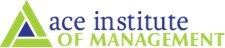 ace institute
OF MANAGEMENT